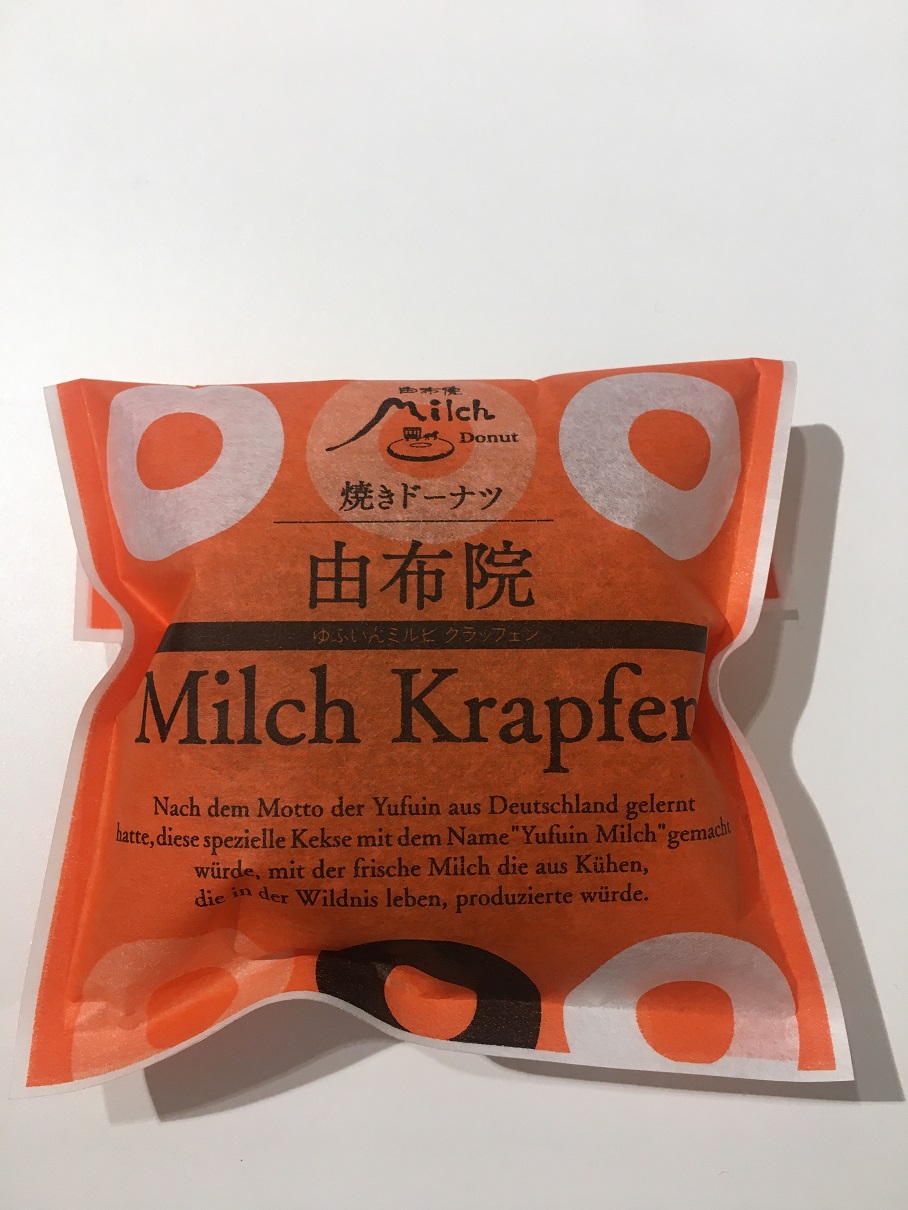 由布院
Milch
Donut
焼きドーナツ
由布院
ゆふいんミルヒ クラップフェン
Milch Krapfen
Nach dem Motto der Yufuin aus Deutschland gelernt
hatte, diese spezielle Kekse mit dem Name "Yufuin Milch" gemacht
würde, mit der frische Milch die aus Kühen,
die in der Wildnis leben, produzierte würde.